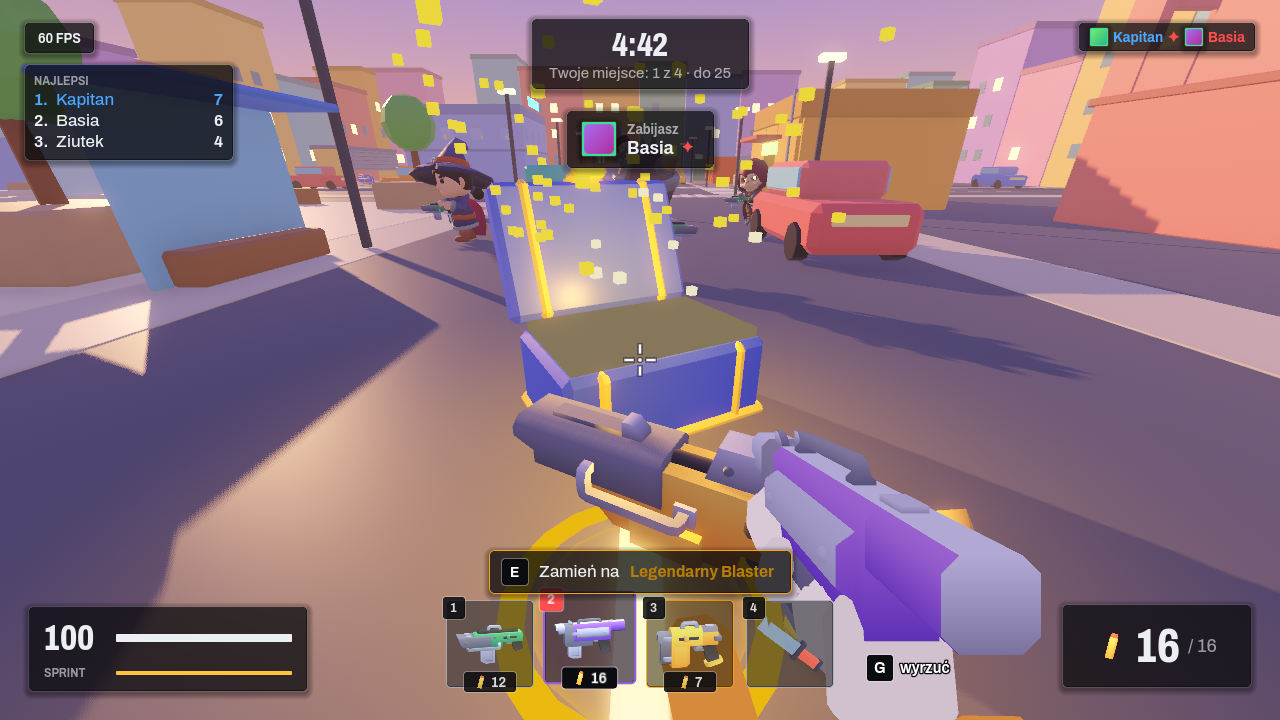 60 FPS
NAJLEPSI
1. Kapitan 7
2. Basia 6
3. Ziutek 4
4:42
Twoje miejsce: 1 z 4 · do 25
Zabijasz
Basia
Kapitan Basia
E Zamień na Legendarny Blaster
1 2 3 4
12 16 7
G wyrzuć
100
SPRINT
16 / 16